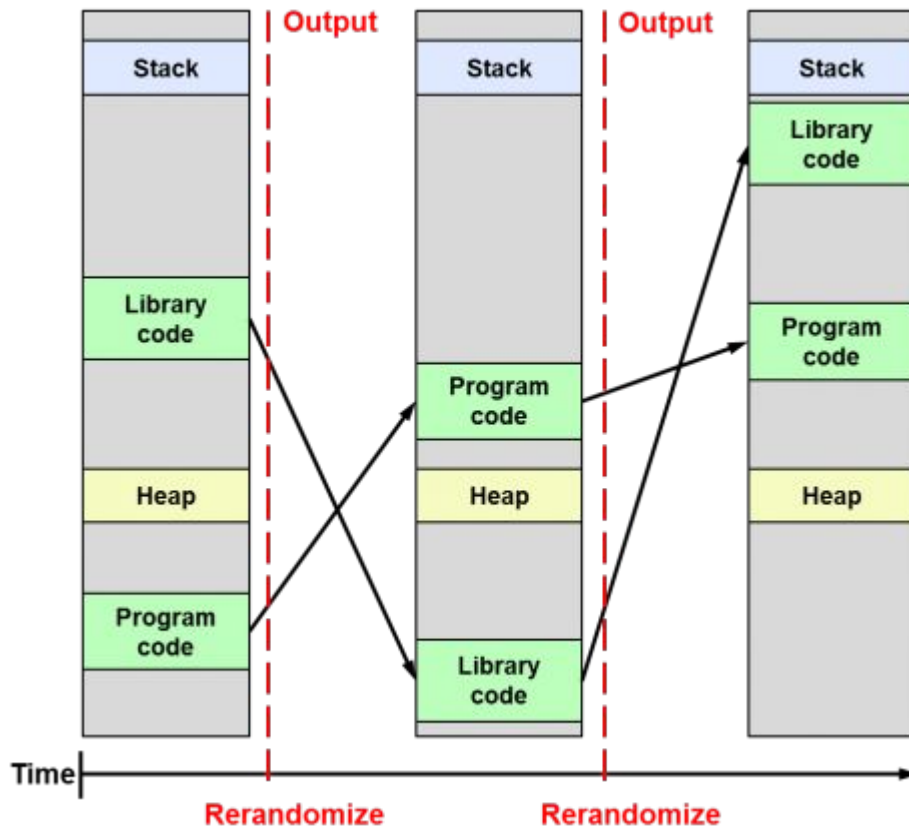 Output
Output
Stack
Stack
Stack
Library
code
Library
code
Program
code
Program
code
Heap
Heap
Heap
Program
code
Library
code
Time
Rerandomize
Rerandomize